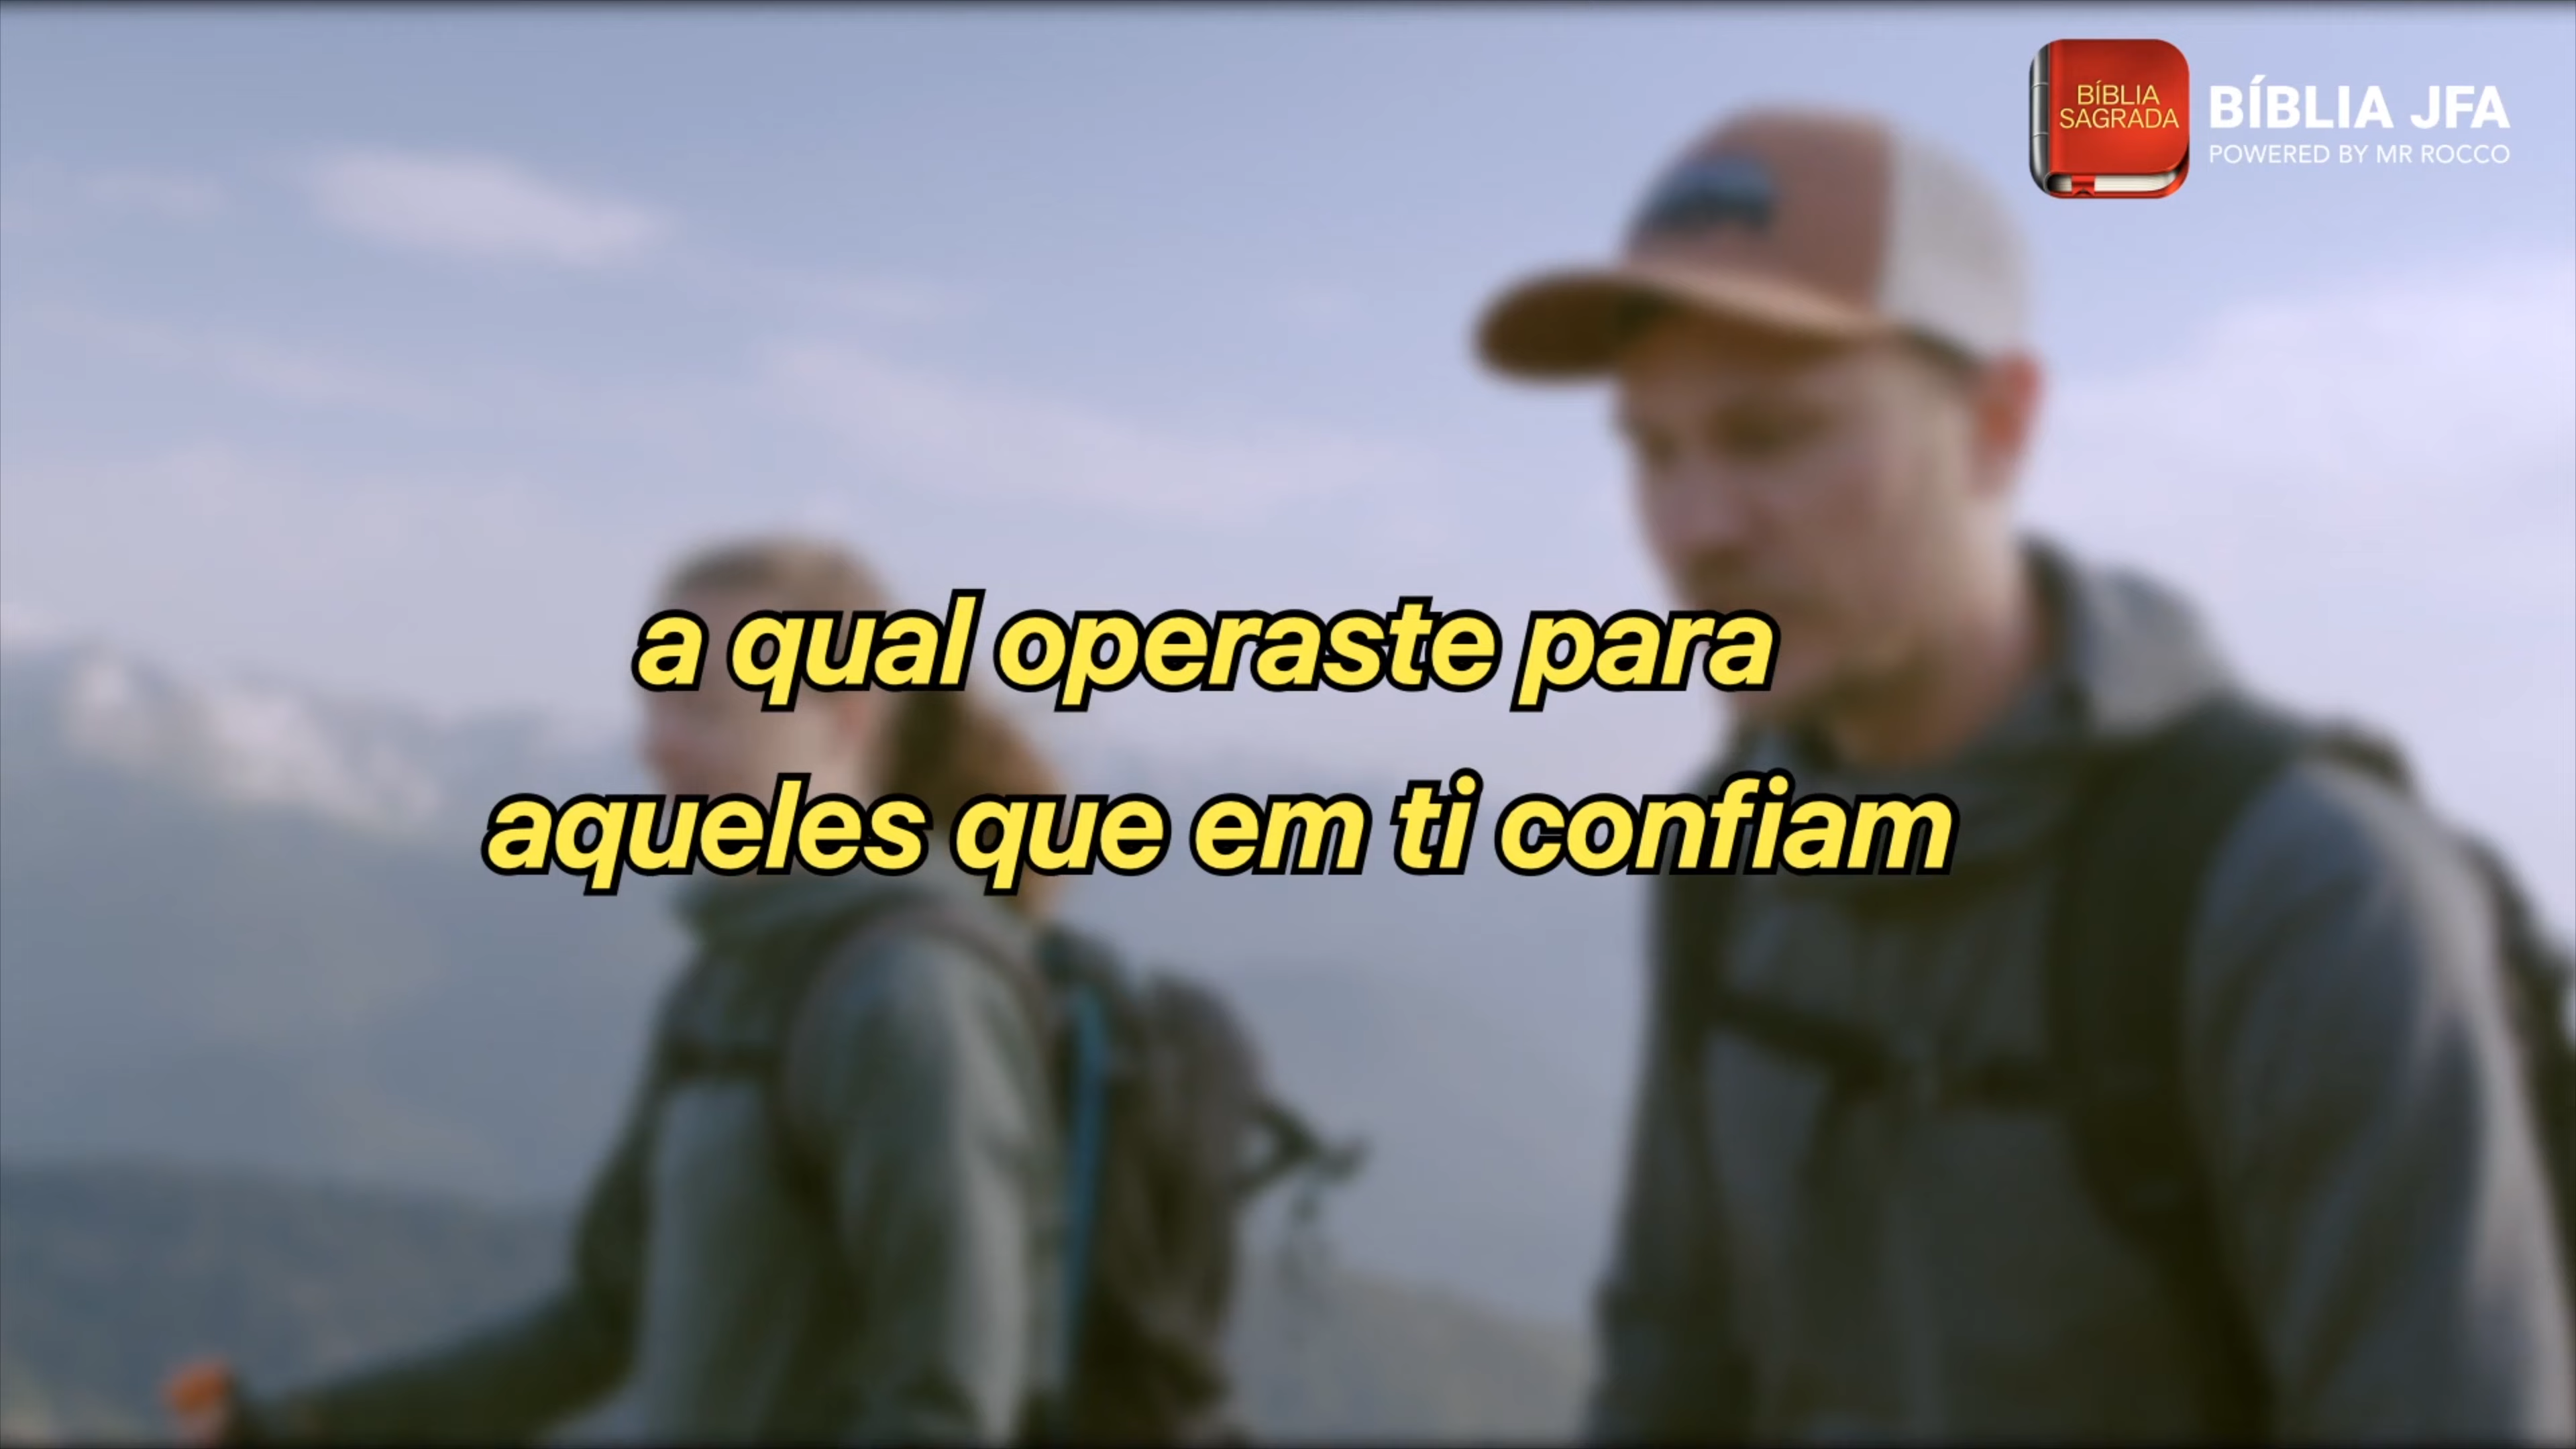 BÍBLIA
SAGRADA
BÍBLIA JFA
POWERED BY MR ROCCO
a qual operaste para
aqueles que em ti confiam